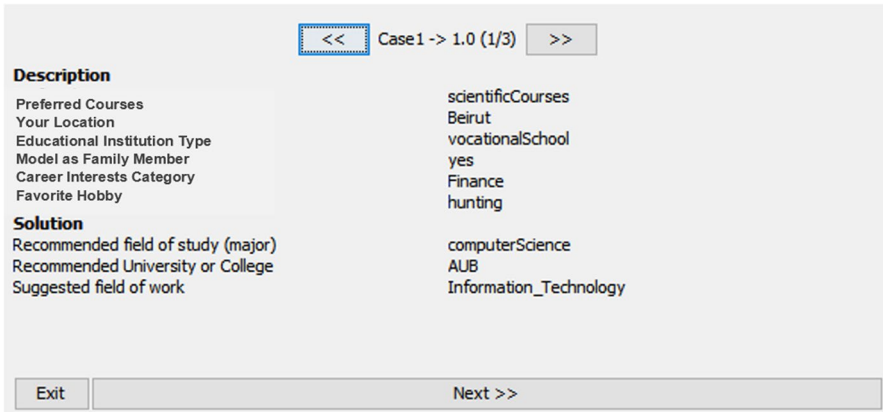 << Case1 -> 1.0 (1/3) >>
Description
Preferred Courses scientificCourses
Your Location Beirut
Educational Institution Type vocationalSchool
Model as Family Member yes
Career Interests Category Finance
Favorite Hobby hunting
Solution
Recommended field of study (major) computerScience
Recommended University or College AUB
Suggested field of work Information_Technology
Exit Next >>